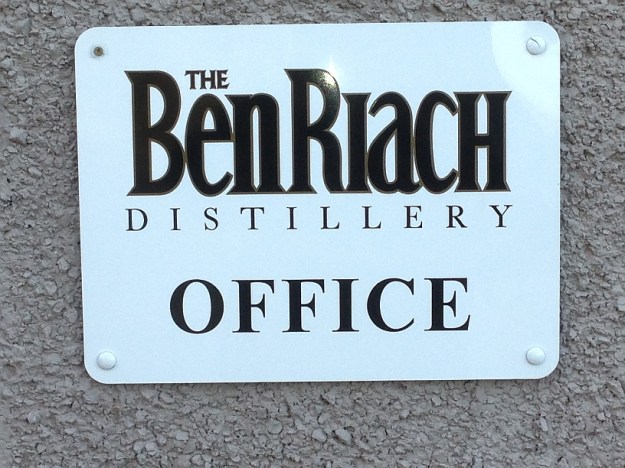 THE
BenRiacH
DISTILLERY
OFFICE